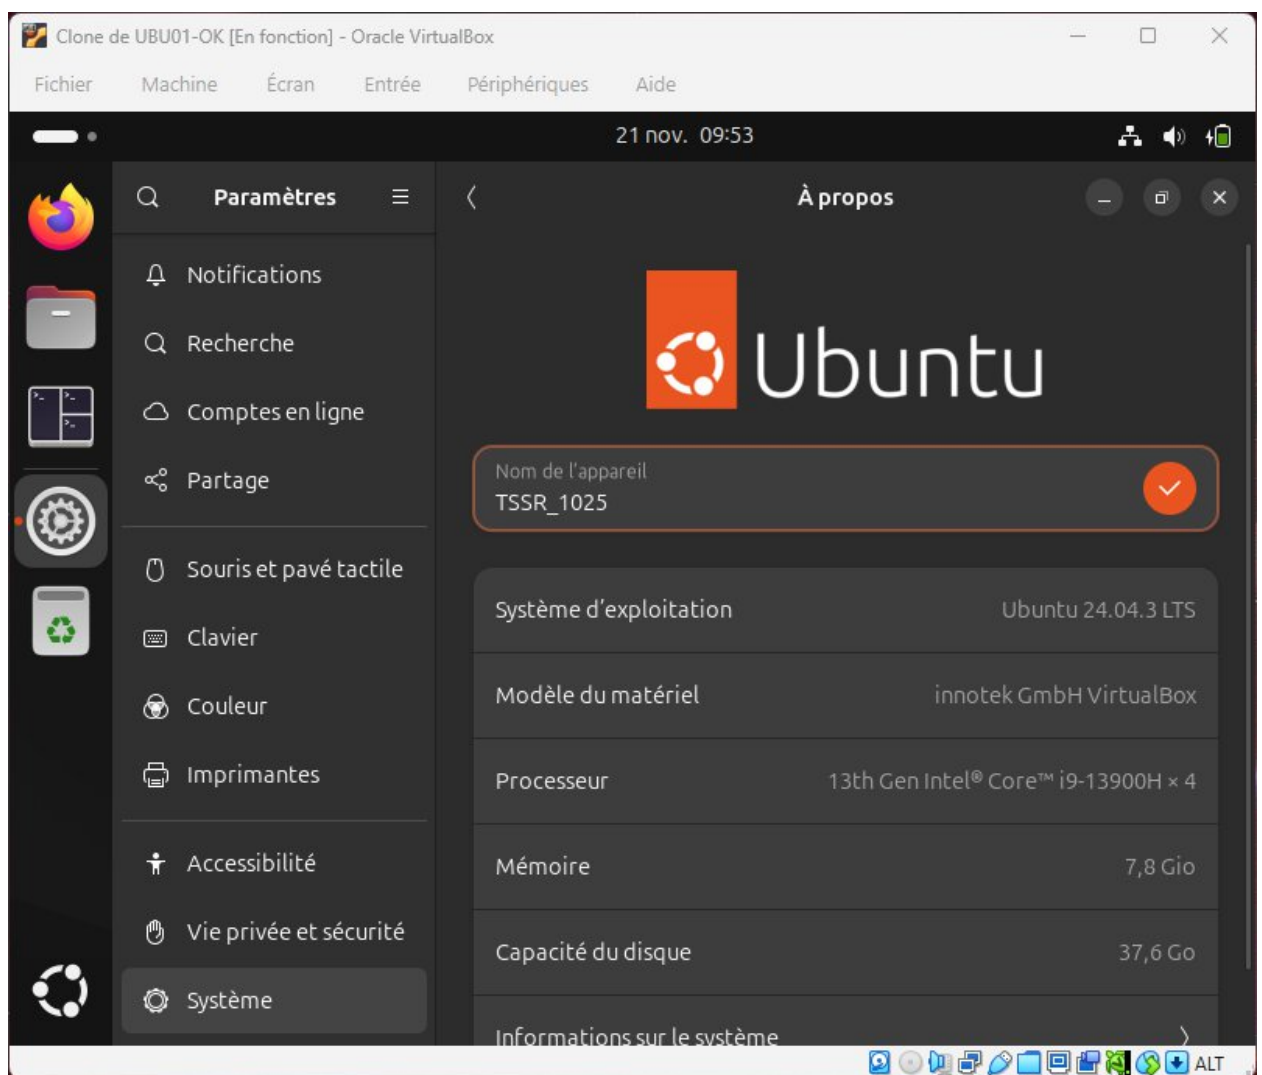 Clone de UBU01-OK [En fonction] - Oracle VirtualBox
Fichier Machine Écran Entrée Périphériques Aide
21 nov. 09:53
Paramètres
À propos
Notifications
Recherche
Comptes en ligne
Partage
Souris et pavé tactile
Clavier
Couleur
Imprimantes
Accessibilité
Vie privée et sécurité
Système
Ubuntu
Nom de l'appareil
TSSR_1025
Système d’exploitation Ubuntu 24.04.3 LTS
Modèle du matériel innotek GmbH VirtualBox
Processeur 13th Gen Intel® Core™ i9-13900H × 4
Mémoire 7,8 Gio
Capacité du disque 37,6 Go
Informations sur le système
ALT